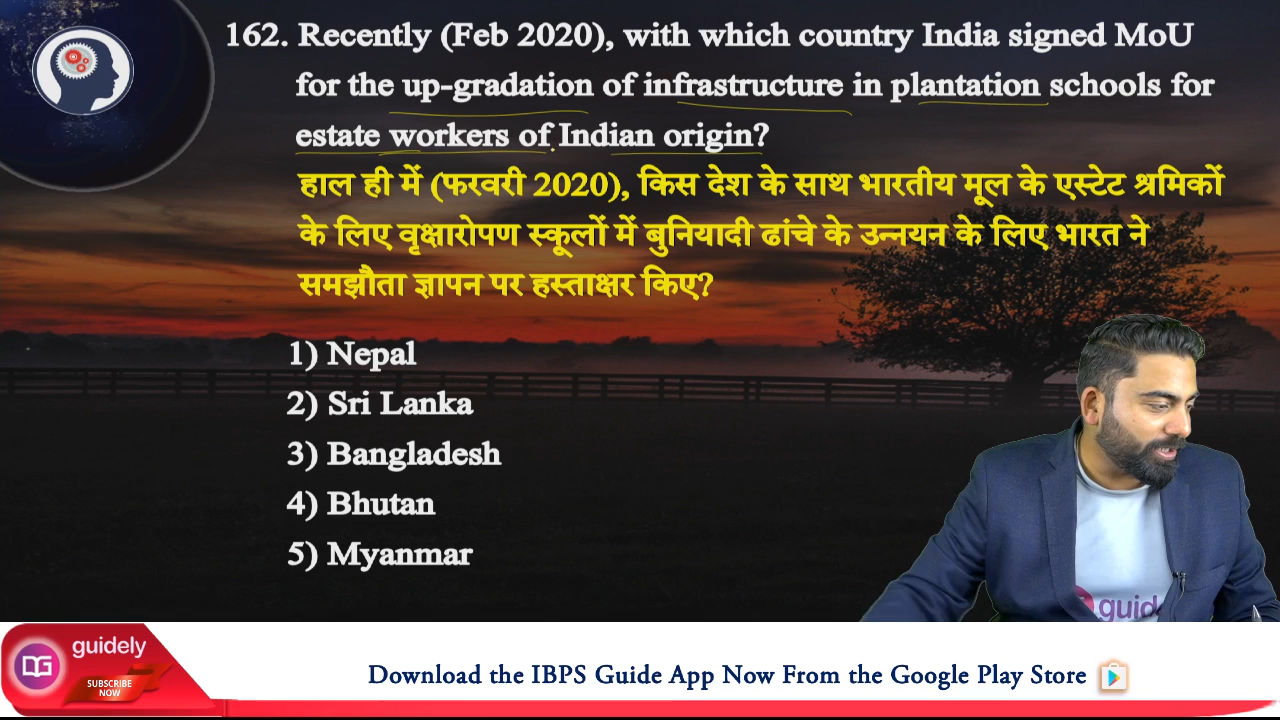 162. Recently (Feb 2020), with which country India signed MoU
for the up-gradation of infrastructure in plantation schools for
estate workers of Indian origin?
हाल ही में (फरवरी 2020), किस देश के साथ भारतीय मूल के एस्टेट श्रमिकों
के लिए वृक्षारोपण स्कूलों में बुनियादी ढांचे के उन्नयन के लिए भारत ने
समझौता ज्ञापन पर हस्ताक्षर किए?
1) Nepal
2) Sri Lanka
3) Bangladesh
4) Bhutan
5) Myanmar
guid
guidely
SUBSCRIBE
NOW
Download the IBPS Guide App Now From the Google Play Store